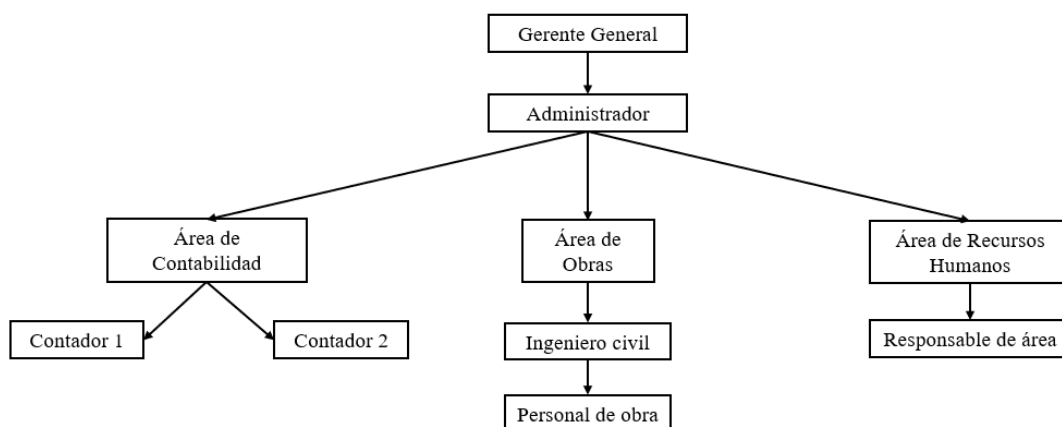 Gerente General
Administrador
Área de
Contabilidad
Área de
Obras
Área de Recursos
Humanos
Contador 1
Contador 2
Ingeniero civil
Responsable de área
Personal de obra